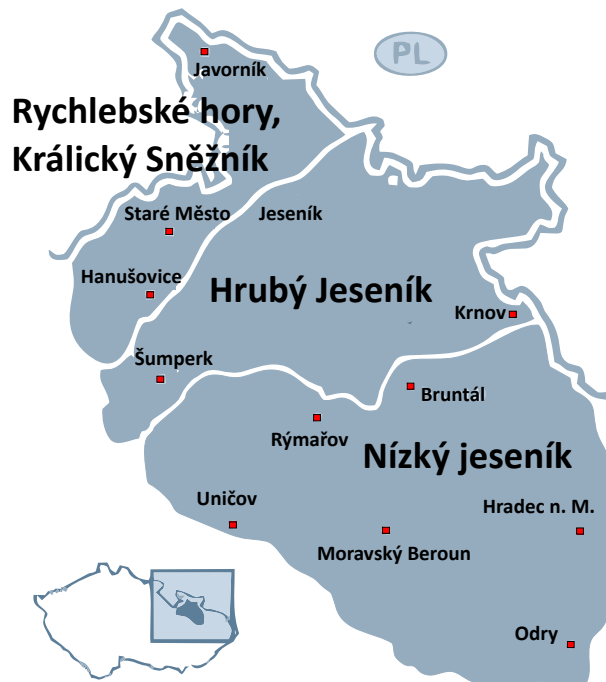 PL
Javorník
Rychlebské hory,
Králický Sněžník
Staré Město
Jeseník
Hanušovice
Hrubý Jeseník
Krnov
Šumperk
Bruntál
Rýmařov
Nízký jeseník
Uničov
Hradec n. M.
Moravský Beroun
Odry